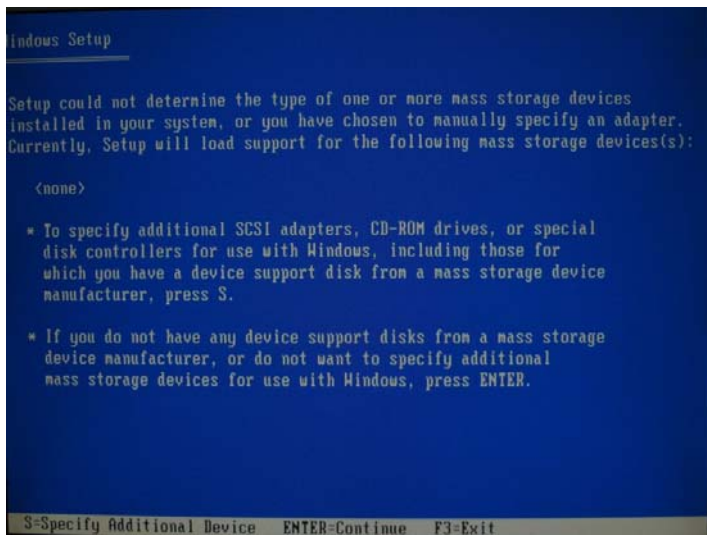 indows Setup
Setup could not determine the type of one or more mass storage devices
installed in your system, or you have chosen to manually specify an adapter.
Currently, Setup will load support for the following mass storage devices(s):
<none>
* To specify additional SCSI adapters, CD-ROM drives, or special
disk controllers for use with Windows, including those for
which you have a device support disk from a mass storage device
manufacturer, press S.
* If you do not have any device support disks from a mass storage
device manufacturer, or do not want to specify additional
mass storage devices for use with Windows, press ENTER.
S=Specify Additional Device ENTER=Continue F3=Exit